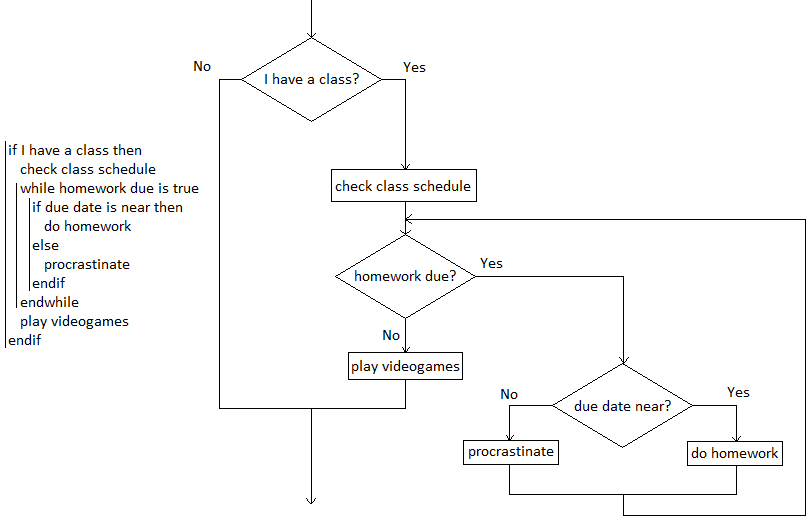 No
I have a class?
Yes
if I have a class then
check class schedule
while homework due is true
if due date is near then
do homework
else
procrastinate
endif
endwhile
play videogames
endif
check class schedule
homework due?
Yes
No
play videogames
No
due date near?
Yes
procrastinate
do homework